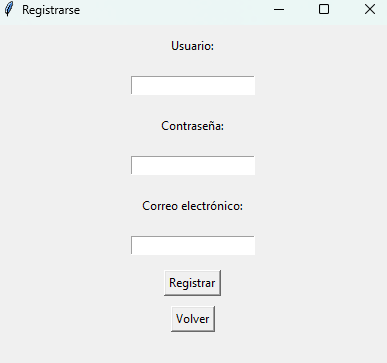 Registrarse
Usuario:
Contraseña:
Correo electrónico:
Registrar
Volver